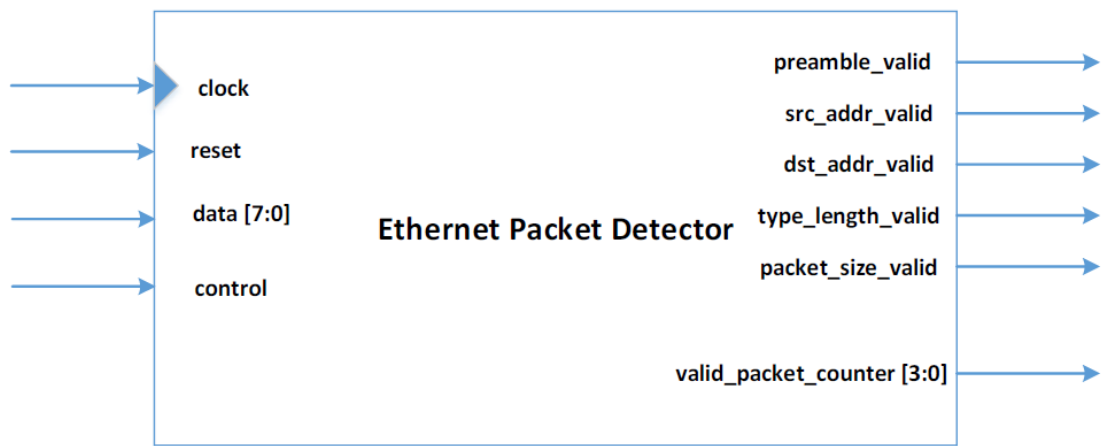 clock
reset
data [7:0]
control
Ethernet Packet Detector
preamble_valid
src_addr_valid
dst_addr_valid
type_length_valid
packet_size_valid
valid_packet_counter [3:0]